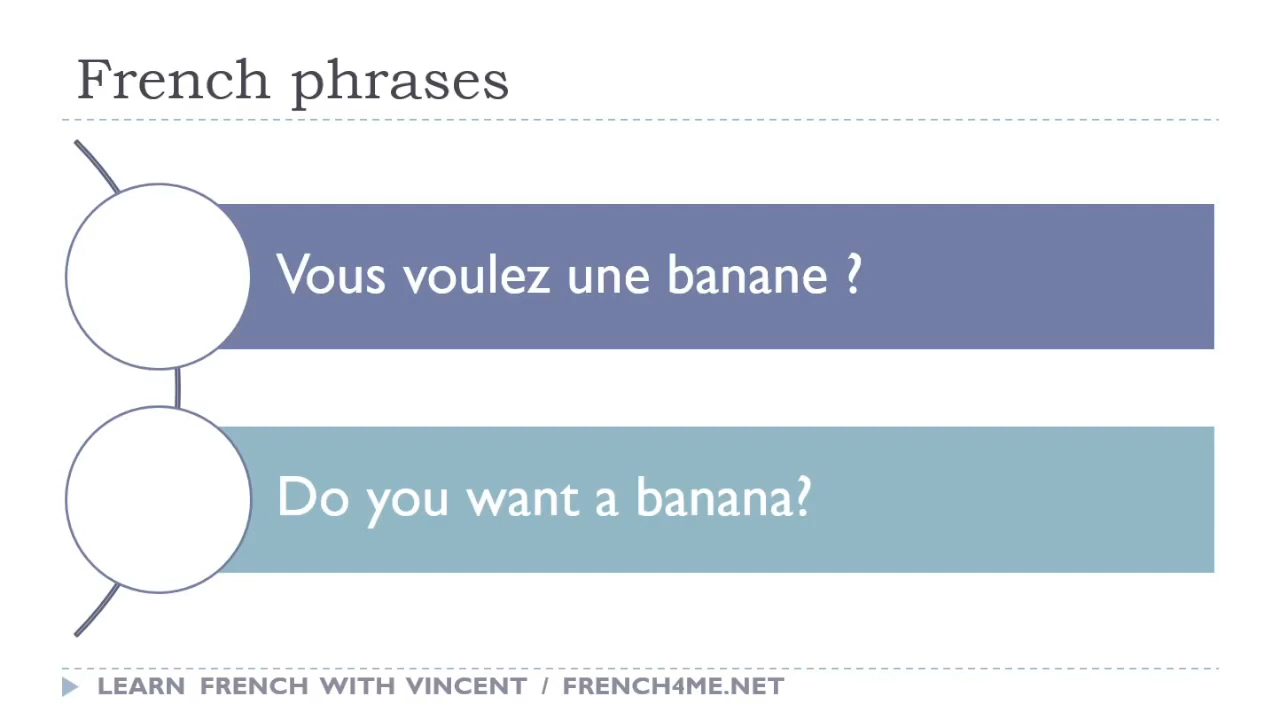 French phrases
Vous voulez une banane ?
Do you want a banana?
LEARN FRENCH WITH VINCENT / FRENCH4ME.NET